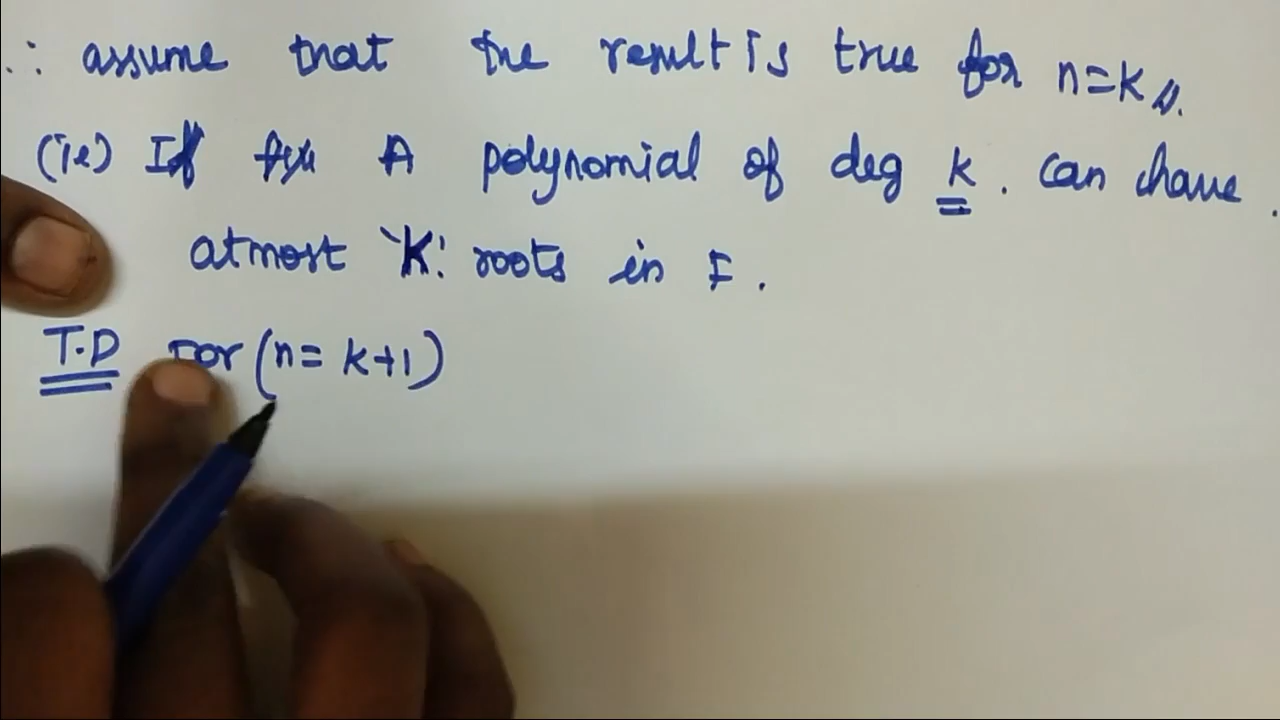 ∴ assume that the result is true for n=k//.
(ie) If A polynomial of deg k. can have
atmost 'K' roots in F.
T.P For (n= k+1)